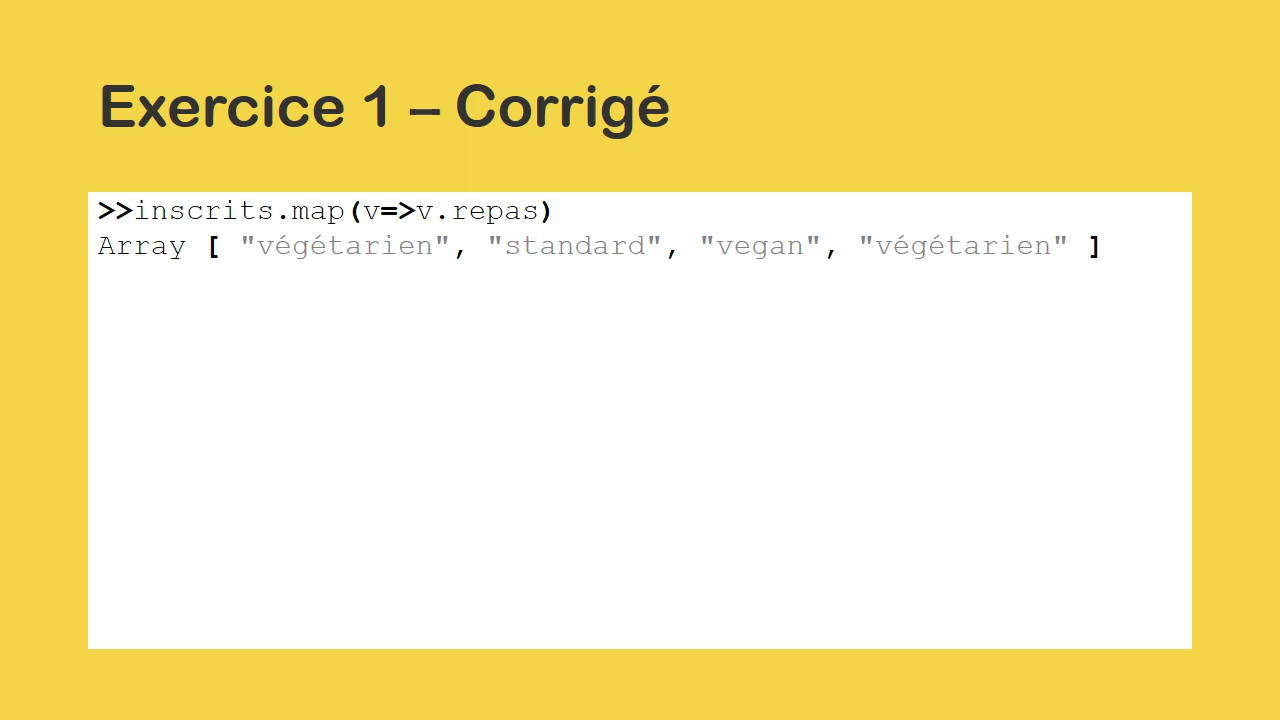 Exercice 1 – Corrigé
>>inscrits.map(v=>v.repas)
Array [ "végétarien", "standard", "vegan", "végétarien" ]